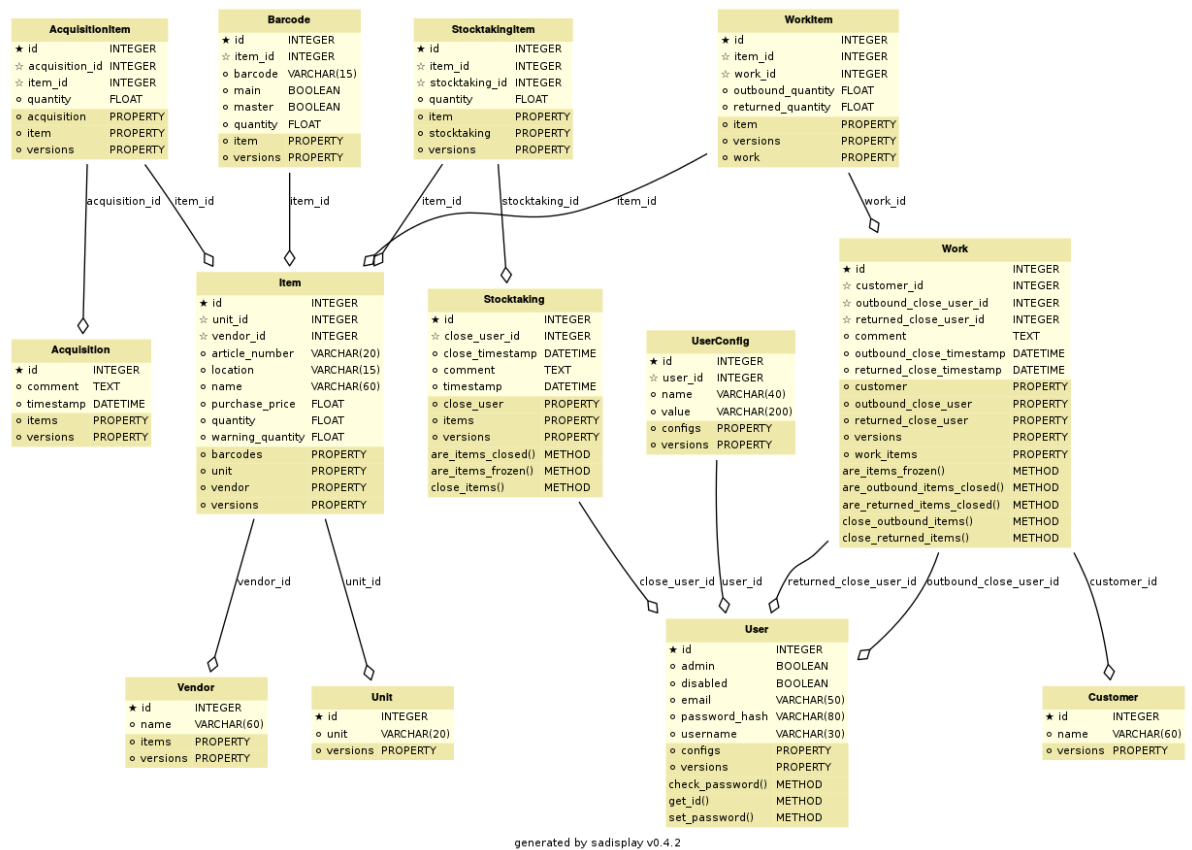 AcquisitionItem
★ id INTEGER
☆ acquisition_id INTEGER
☆ item_id INTEGER
○ quantity FLOAT
○ acquisition PROPERTY
○ item PROPERTY
○ versions PROPERTY
Barcode
★ id INTEGER
☆ item_id INTEGER
○ barcode VARCHAR(15)
○ main BOOLEAN
○ master BOOLEAN
○ quantity FLOAT
○ item PROPERTY
○ versions PROPERTY
StocktakingItem
★ id INTEGER
☆ item_id INTEGER
☆ stocktaking_id INTEGER
○ quantity FLOAT
○ item PROPERTY
○ stocktaking PROPERTY
○ versions PROPERTY
WorkItem
★ id INTEGER
☆ item_id INTEGER
☆ work_id INTEGER
○ outbound_quantity FLOAT
○ returned_quantity FLOAT
○ item PROPERTY
○ versions PROPERTY
○ work PROPERTY
acquisition_id
item_id
item_id
item_id
stocktaking_id
item_id
work_id
Acquisition
★ id INTEGER
○ comment TEXT
○ timestamp DATETIME
○ items PROPERTY
○ versions PROPERTY
Item
★ id INTEGER
☆ unit_id INTEGER
☆ vendor_id INTEGER
○ article_number VARCHAR(20)
○ location VARCHAR(15)
○ name VARCHAR(60)
○ purchase_price FLOAT
○ quantity FLOAT
○ warning_quantity FLOAT
○ barcodes PROPERTY
○ unit PROPERTY
○ vendor PROPERTY
○ versions PROPERTY
Stocktaking
★ id INTEGER
☆ close_user_id INTEGER
○ close_timestamp DATETIME
○ comment TEXT
○ timestamp DATETIME
○ close_user PROPERTY
○ items PROPERTY
○ versions PROPERTY
are_items_closed() METHOD
are_items_frozen() METHOD
close_items() METHOD
UserConfig
★ id INTEGER
☆ user_id INTEGER
○ name VARCHAR(40)
○ value VARCHAR(200)
○ configs PROPERTY
○ versions PROPERTY
Work
★ id INTEGER
☆ customer_id INTEGER
☆ outbound_close_user_id INTEGER
☆ returned_close_user_id INTEGER
○ comment TEXT
○ outbound_close_timestamp DATETIME
○ returned_close_timestamp DATETIME
○ customer PROPERTY
○ outbound_close_user PROPERTY
○ returned_close_user PROPERTY
○ versions PROPERTY
○ work_items PROPERTY
are_items_frozen() METHOD
are_outbound_items_closed() METHOD
are_returned_items_closed() METHOD
close_outbound_items() METHOD
close_returned_items() METHOD
vendor_id
unit_id
close_user_id
user_id
returned_close_user_id
outbound_close_user_id
customer_id
Vendor
★ id INTEGER
○ name VARCHAR(60)
○ items PROPERTY
○ versions PROPERTY
Unit
★ id INTEGER
○ unit VARCHAR(20)
○ versions PROPERTY
User
★ id INTEGER
○ admin BOOLEAN
○ disabled BOOLEAN
○ email VARCHAR(50)
○ password_hash VARCHAR(80)
○ username VARCHAR(30)
○ configs PROPERTY
○ versions PROPERTY
check_password() METHOD
get_id() METHOD
set_password() METHOD
Customer
★ id INTEGER
○ name VARCHAR(60)
○ versions PROPERTY
generated by sadisplay v0.4.2